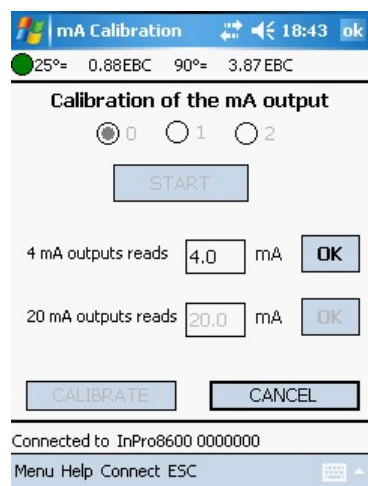 mA Calibration 18:43 ok
25°= 0.88EBC 90°= 3.87EBC
Calibration of the mA output
0 1 2
START
4 mA outputs reads 4.0 mA OK
20 mA outputs reads 20.0 mA OK
CALIBRATE CANCEL
Connected to InPro8600 0000000
Menu Help Connect ESC